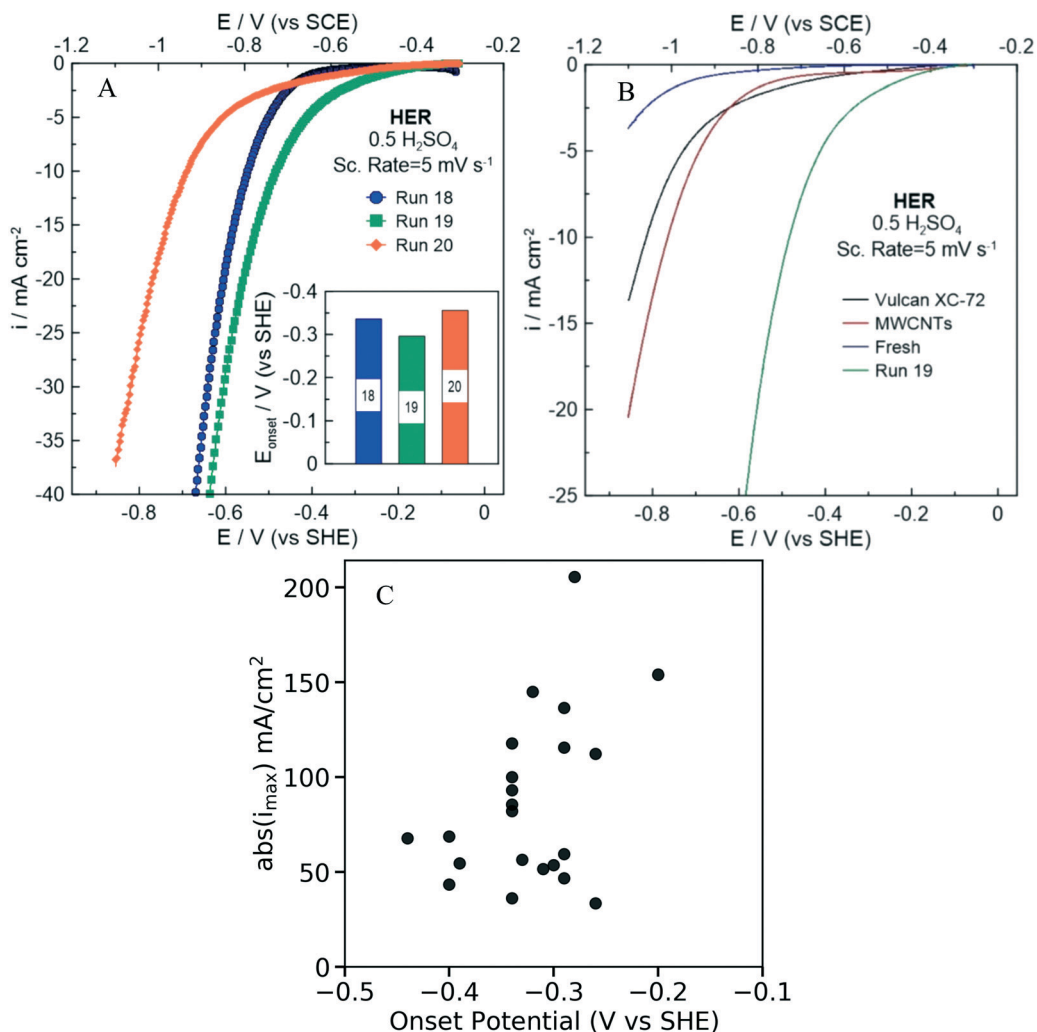 E / V (vs SCE)
-1.2 -1 -0.8 -0.6 -0.4 -0.2
A
0
-5
-10
-15
-20
-25
-30
-35
-40
i / mA cm-2
HER
0.5 H2SO4
Sc. Rate=5 mV s-1
Run 18
Run 19
Run 20
Eonset / V (vs SHE)
-0.4
-0.3
-0.2
-0.1
0
18
19
20
-0.8 -0.6 -0.4 -0.2 0
E / V (vs SHE)
E / V (vs SCE)
-1.2 -1 -0.8 -0.6 -0.4 -0.2
B
0
-5
-10
-15
-20
-25
i / mA cm-2
HER
0.5 H2SO4
Sc. Rate=5 mV s-1
Vulcan XC-72
MWCNTs
Fresh
Run 19
-0.8 -0.6 -0.4 -0.2 0
E / V (vs SHE)
C
200
150
100
50
0
abs(imax) mA/cm2
−0.5 −0.4 −0.3 −0.2 −0.1
Onset Potential (V vs SHE)